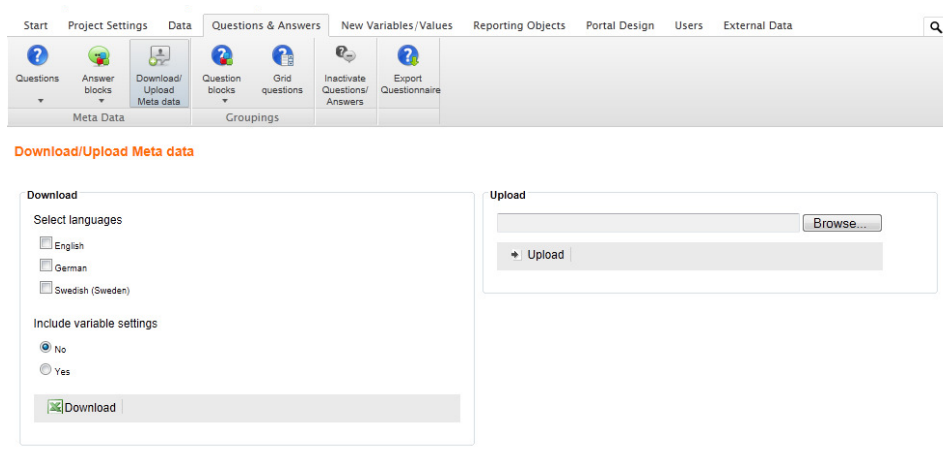 Start Project Settings Data Questions & Answers New Variables/Values Reporting Objects Portal Design Users External Data
Questions Answer blocks Download/ Upload Meta data Question blocks Grid questions Inactivate Questions/ Answers Export Questionnaire
Meta Data Groupings
Download/Upload Meta data
Download Upload
Select languages
Browse...
English
Upload
German
Swedish (Sweden)
Include variable settings
No
Yes
Download